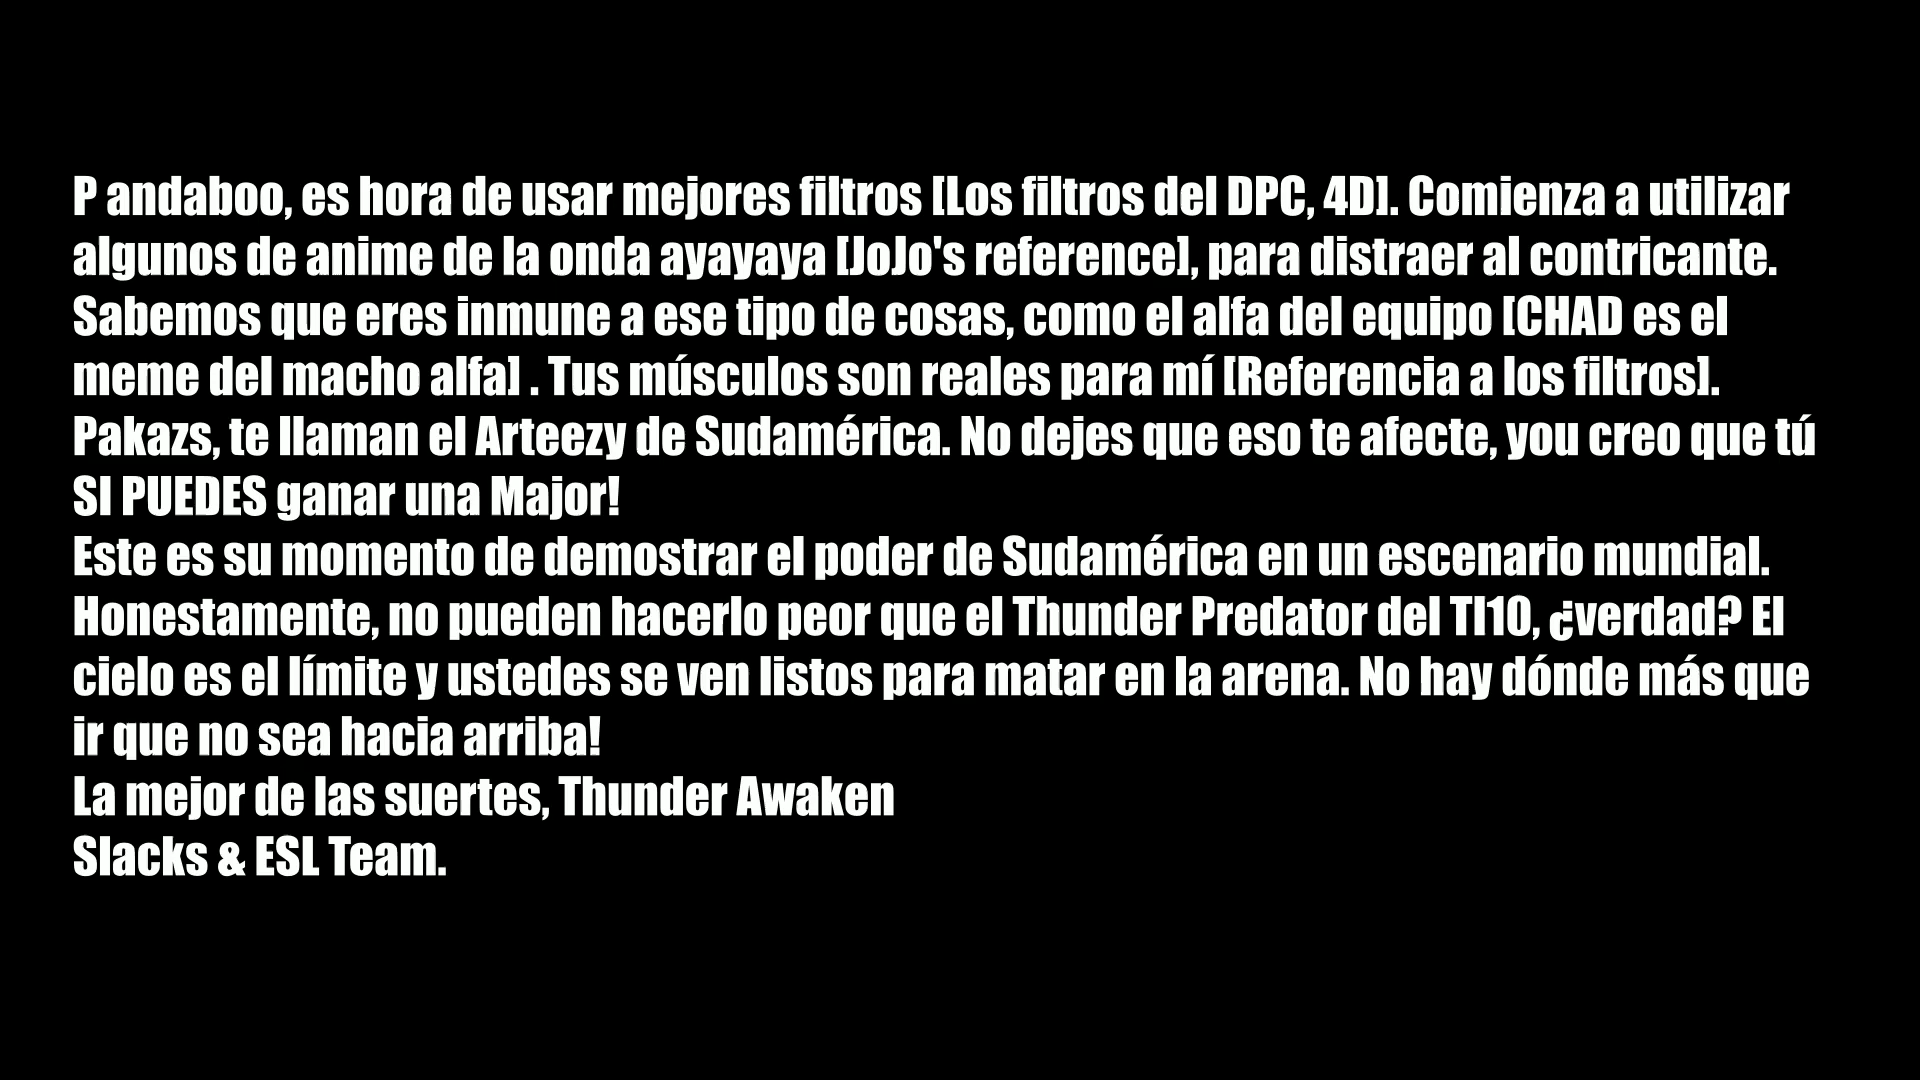 P andaboo, es hora de usar mejores filtros [Los filtros del DPC, 4D]. Comienza a utilizar
algunos de anime de la onda ayayaya [JoJo's reference], para distraer al contricante.
Sabemos que eres inmune a ese tipo de cosas, como el alfa del equipo [CHAD es el
meme del macho alfa] . Tus músculos son reales para mí [Referencia a los filtros].
Pakazs, te llaman el Arteezy de Sudamérica. No dejes que eso te afecte, you creo que tú
SI PUEDES ganar una Major!
Este es su momento de demostrar el poder de Sudamérica en un escenario mundial.
Honestamente, no pueden hacerlo peor que el Thunder Predator del TI10, ¿verdad? El
cielo es el límite y ustedes se ven listos para matar en la arena. No hay dónde más que
ir que no sea hacia arriba!
La mejor de las suertes, Thunder Awaken
Slacks & ESL Team.